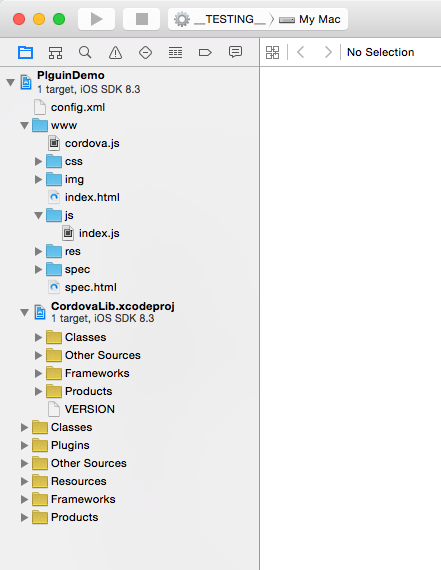 __TESTING__ My Mac
No Selection
PlguinDemo
1 target, iOS SDK 8.3
config.xml
www
cordova.js
css
img
index.html
js
index.js
res
spec
spec.html
CordovaLib.xcodeproj
1 target, iOS SDK 8.3
Classes
Other Sources
Frameworks
Products
VERSION
Classes
Plugins
Other Sources
Resources
Frameworks
Products